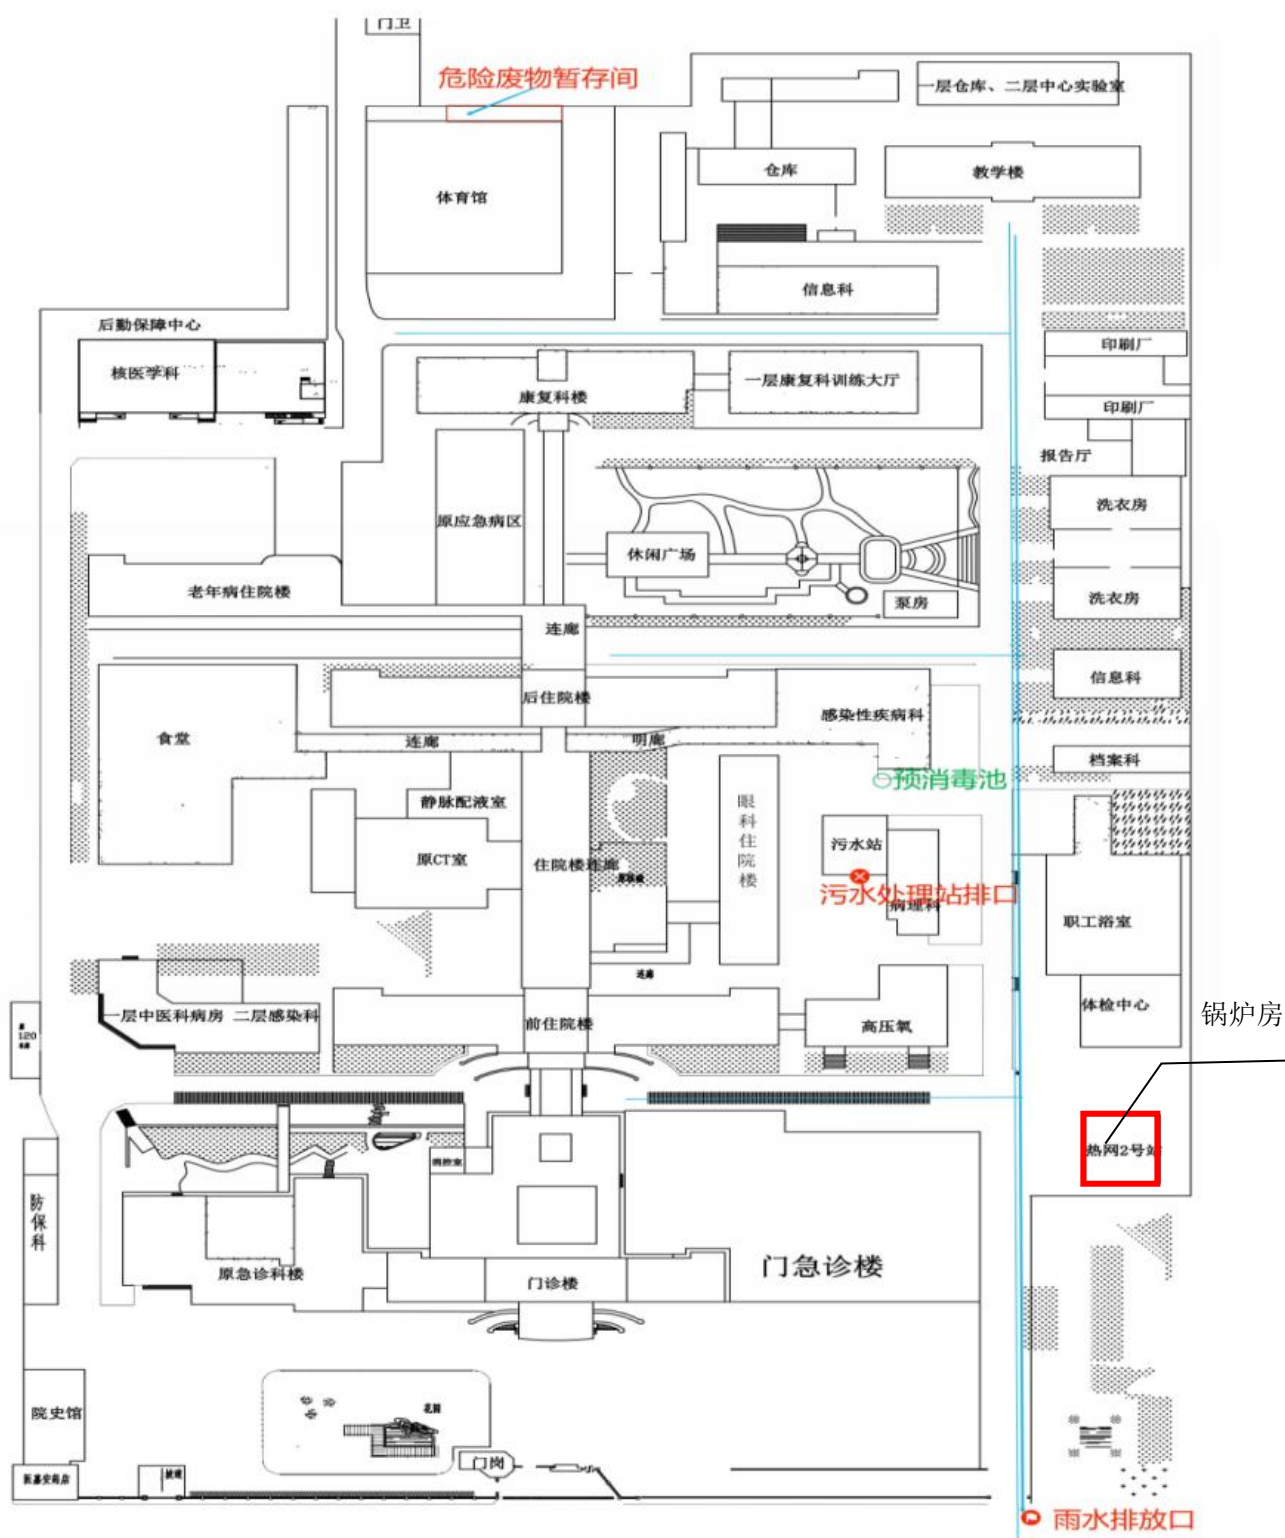 门卫
危险废物暂存间
一层仓库、二层中心实验室
仓库
教学楼
体育馆
信息科
后勤保障中心
核医学科
印刷厂
康复科楼
一层康复科训练大厅
印刷厂
报告厅
洗衣房
原应急病区
休闲广场
老年病住院楼
泵房
洗衣房
连廊
信息科
后住院楼
感染性疾病科
食堂
连廊
明廊
档案科
预消毒池
静脉配液室
眼科住院楼
原CT室
住院楼连廊
污水站
污水处理站排口
病理科
职工浴室
连廊
体检中心
锅炉房
一层中医科病房 二层感染科
前住院楼
高压氧
120
热网2号站
消控室
防保科
原急诊科楼
门诊楼
门急诊楼
院史馆
花园
门岗
雨水排放口